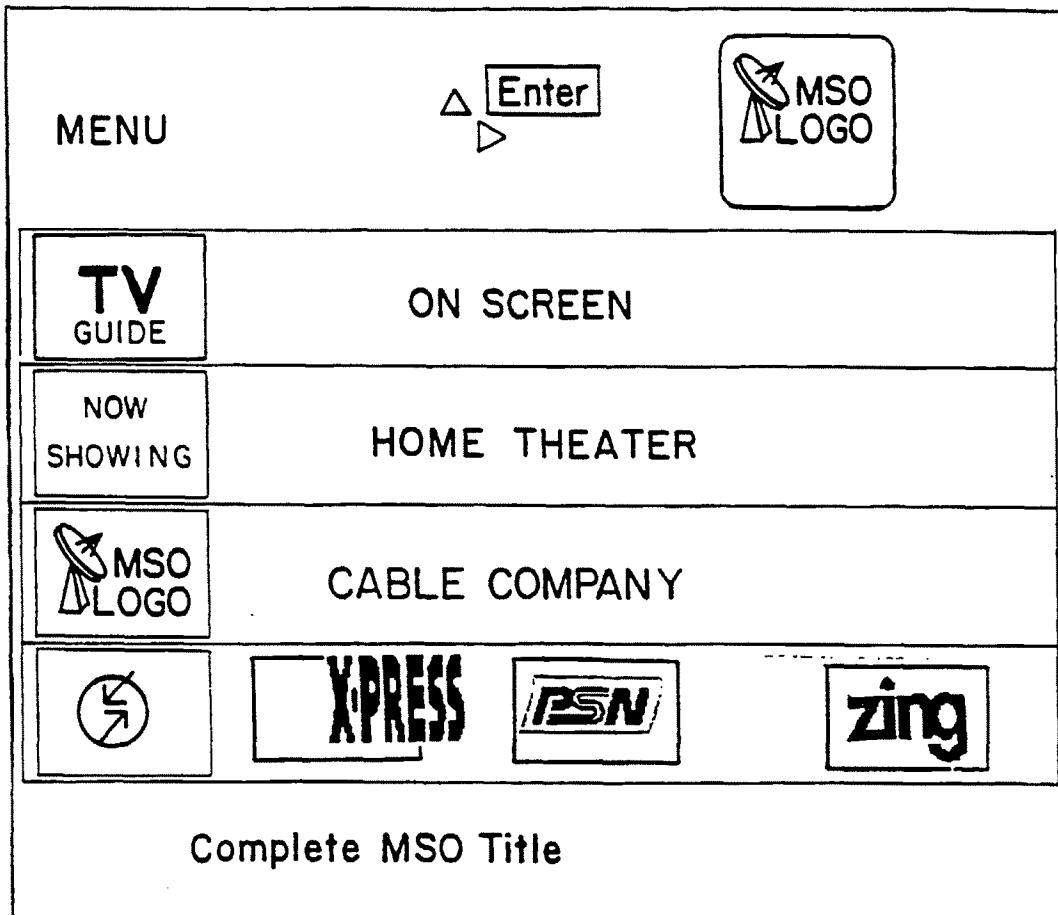 MENU
Enter
MSO
LOGO
TV
GUIDE
ON SCREEN
NOW
SHOWING
HOME THEATER
MSO
LOGO
CABLE COMPANY
X·PRESS
PSN
zing
Complete MSO Title